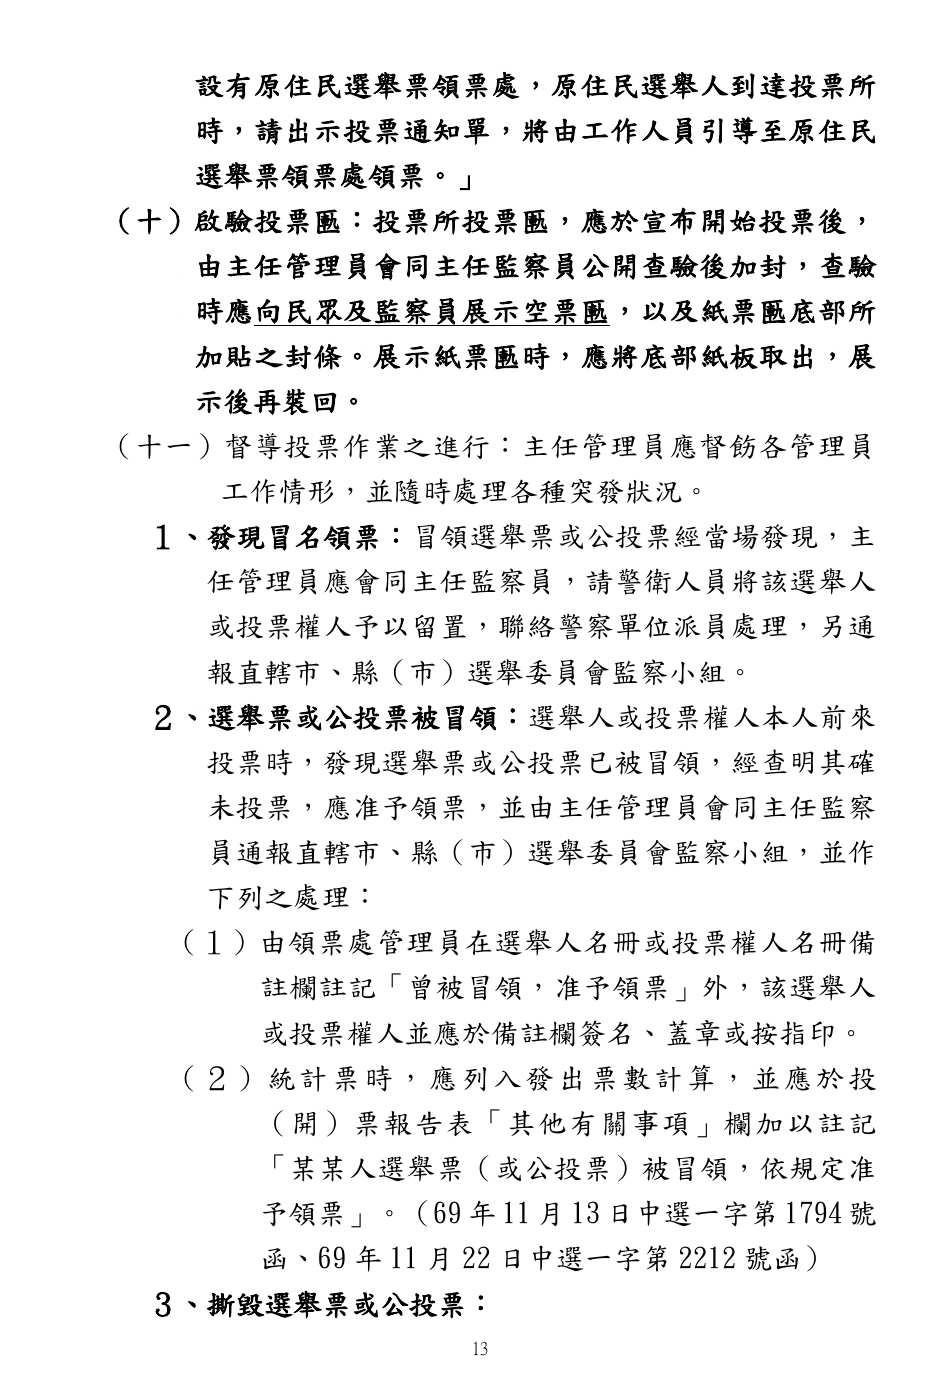 設有原住民選舉票領票處，原住民選舉人到達投票所
時，請出示投票通知單，將由工作人員引導至原住民
選舉票領票處領票。」
（十）啟驗投票匭：投票所投票匭，應於宣布開始投票後，
由主任管理員會同主任監察員公開查驗後加封，查驗
時應向民眾及監察員展示空票匭，以及紙票匭底部所
加貼之封條。展示紙票匭時，應將底部紙板取出，展
示後再裝回。
（十一）督導投票作業之進行：主任管理員應督飭各管理員
工作情形，並隨時處理各種突發狀況。
１、發現冒名領票：冒領選舉票或公投票經當場發現，主
任管理員應會同主任監察員，請警衛人員將該選舉人
或投票權人予以留置，聯絡警察單位派員處理，另通
報直轄市、縣（市）選舉委員會監察小組。
２、選舉票或公投票被冒領：選舉人或投票權人本人前來
投票時，發現選舉票或公投票已被冒領，經查明其確
未投票，應准予領票，並由主任管理員會同主任監察
員通報直轄市、縣（市）選舉委員會監察小組，並作
下列之處理：
（１）由領票處管理員在選舉人名冊或投票權人名冊備
註欄註記「曾被冒領，准予領票」外，該選舉人
或投票權人並應於備註欄簽名、蓋章或按指印。
（２）統計票時，應列入發出票數計算，並應於投
（開）票報告表「其他有關事項」欄加以註記
「某某人選舉票（或公投票）被冒領，依規定准
予領票」。（69 年 11 月 13 日中選一字第 1794 號
函、69 年 11 月 22 日中選一字第 2212 號函）
３、撕毀選舉票或公投票：
13